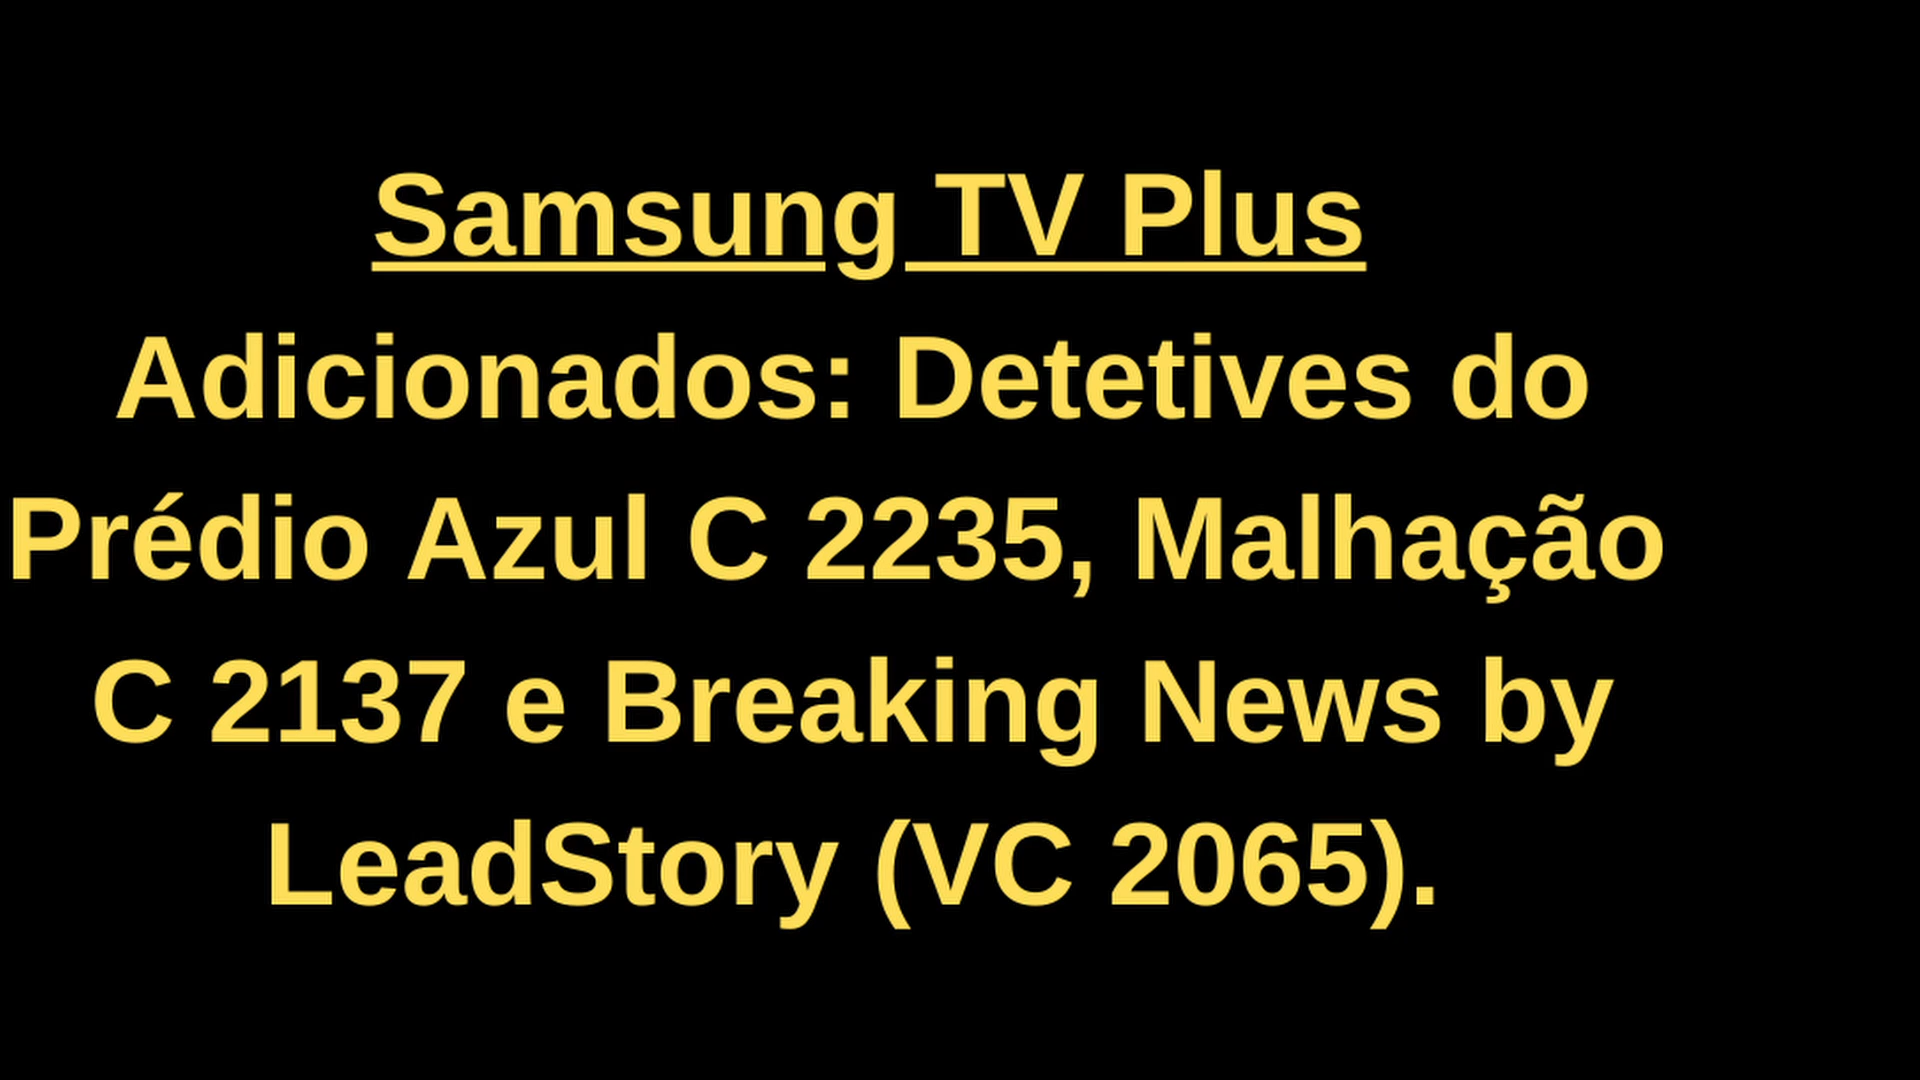 Samsung TV Plus
Adicionados: Detetives do
Prédio Azul C 2235, Malhação
C 2137 e Breaking News by
LeadStory (VC 2065).